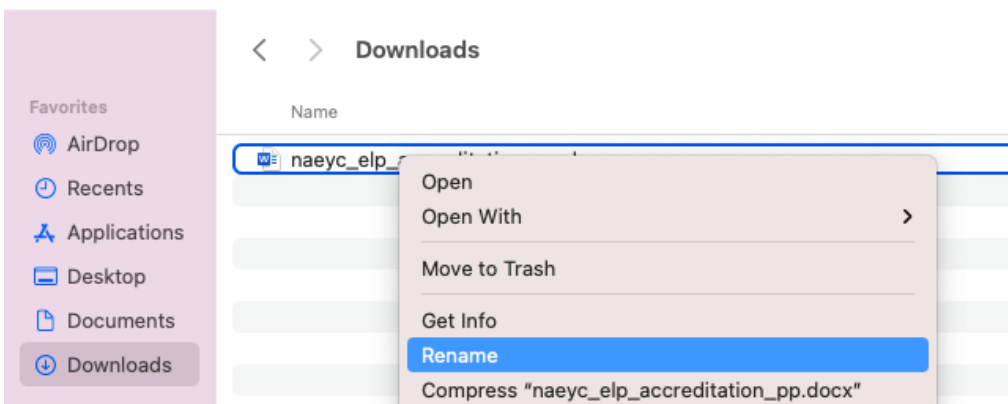 Downloads
Favorites
Name
AirDrop
Recents
Applications
Desktop
Documents
Downloads
naeyc_elp_
Open
Open With
Move to Trash
Get Info
Rename
Compress “naeyc_elp_accreditation_pp.docx”